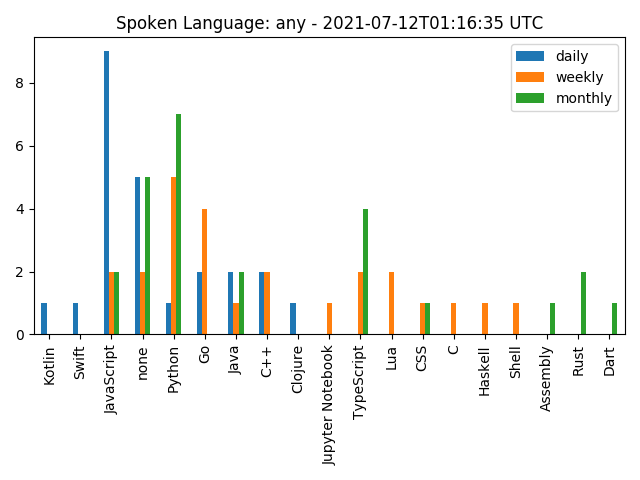 Spoken Language: any - 2021-07-12T01:16:35 UTC
daily
weekly
monthly
8
6
4
2
0
Kotlin
Swift
JavaScript
none
Python
Go
Java
C++
Clojure
Jupyter Notebook
TypeScript
Lua
CSS
C
Haskell
Shell
Assembly
Rust
Dart